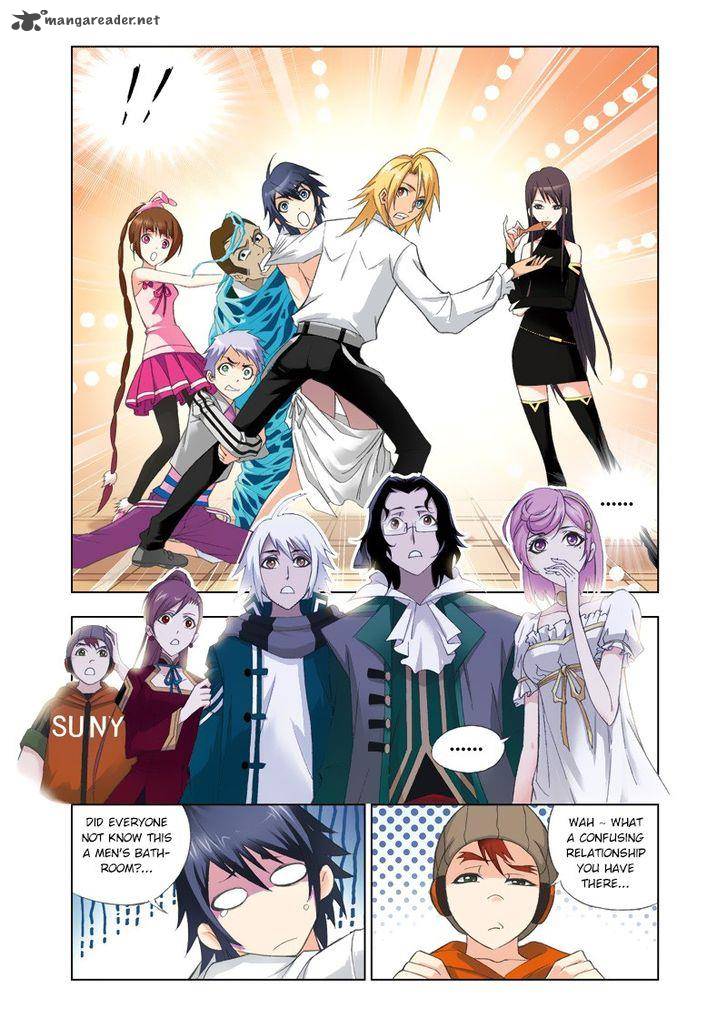 mangareader.net
!!
......
SUNY
......
DID EVERYONE
NOT KNOW THIS
A MEN'S BATH-
ROOM?...
WAH ~ WHAT
A CONFUSING
RELATIONSHIP
YOU HAVE
THERE...